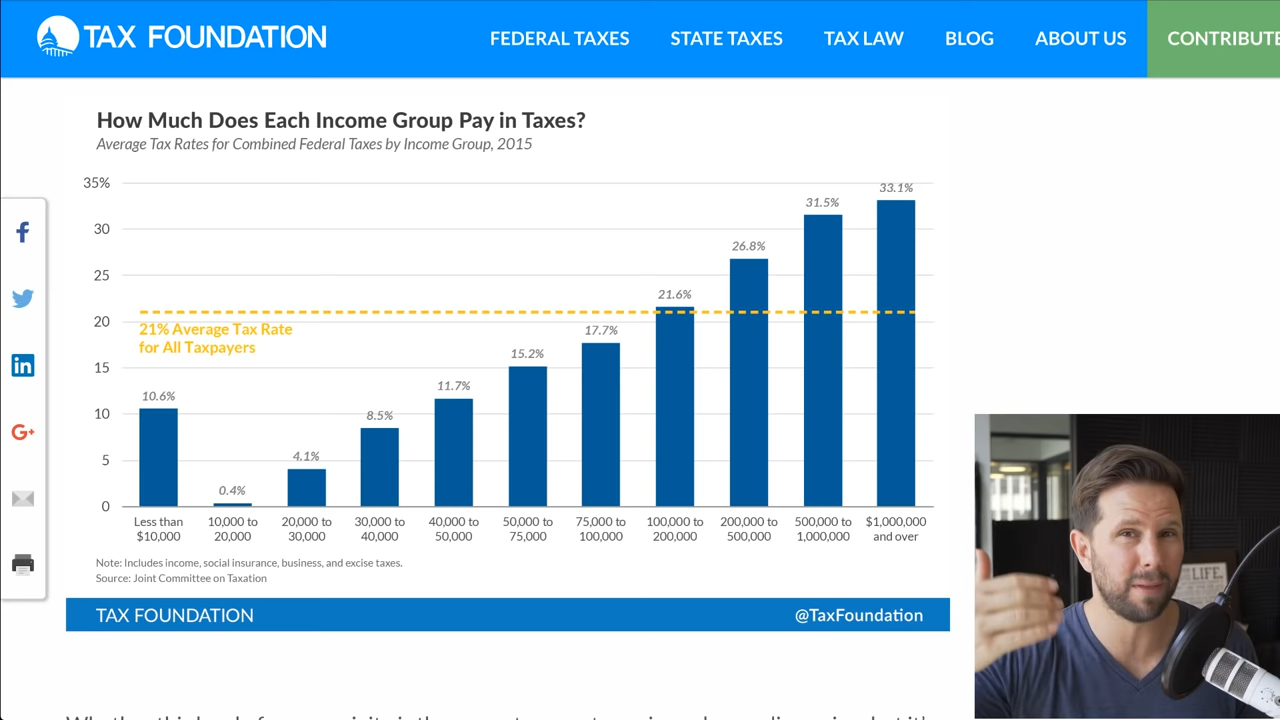 TAX FOUNDATION
FEDERAL TAXES STATE TAXES TAX LAW BLOG ABOUT US CONTRIBUTE
How Much Does Each Income Group Pay in Taxes?
Average Tax Rates for Combined Federal Taxes by Income Group, 2015
35%
30
25
20
15
10
5
0
21% Average Tax Rate
for All Taxpayers
10.6%
0.4%
4.1%
8.5%
11.7%
15.2%
17.7%
21.6%
26.8%
31.5%
33.1%
Less than
$10,000
10,000 to
20,000
20,000 to
30,000
30,000 to
40,000
40,000 to
50,000
50,000 to
75,000
75,000 to
100,000
100,000 to
200,000
200,000 to
500,000
500,000 to
1,000,000
$1,000,000
and over
Note: Includes income, social insurance, business, and excise taxes.
Source: Joint Committee on Taxation
TAX FOUNDATION
@TaxFoundation
f
in
G+
LIFE.